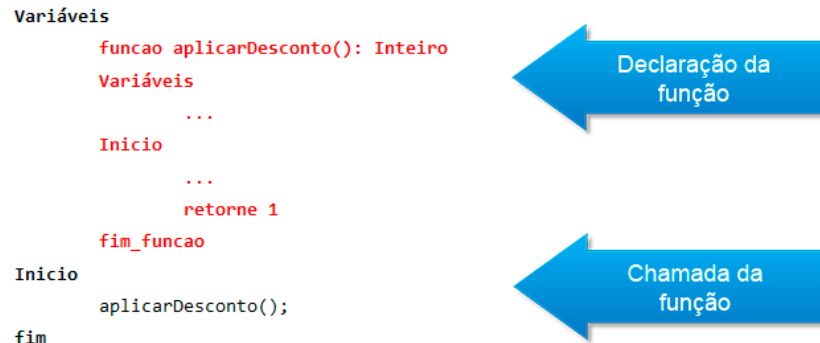 Variáveis
funcao aplicarDesconto(): Inteiro
Variáveis
...
Inicio
...
retorne 1
fim_funcao
Inicio
aplicarDesconto();
fim
Declaração da
função
Chamada da
função